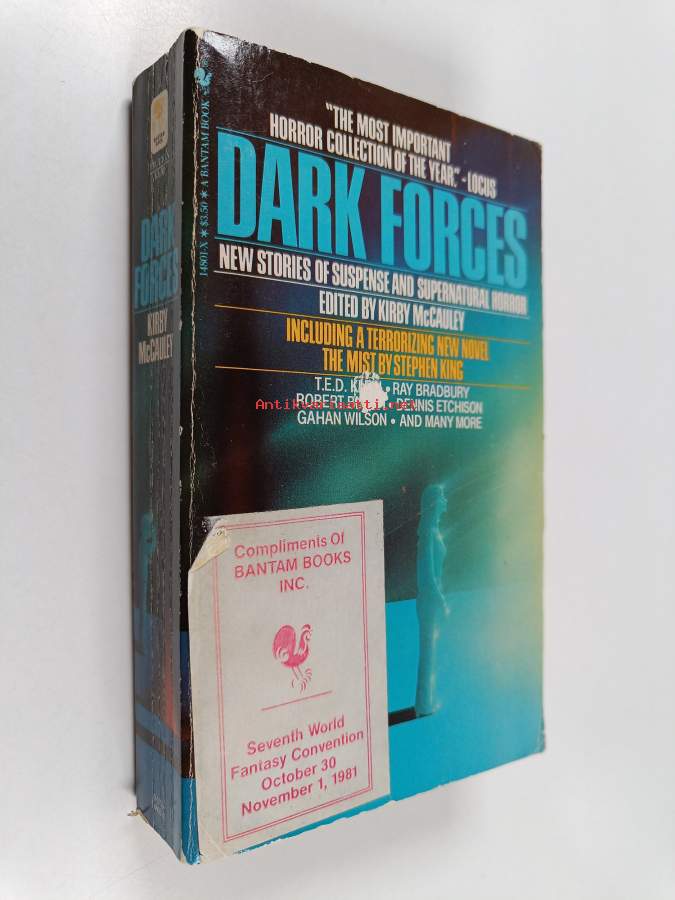 "THE MOST IMPORTANT
HORROR COLLECTION OF THE YEAR." -LOCUS
DARK FORCES
NEW STORIES OF SUSPENSE AND SUPERNATURAL HORROR
EDITED BY KIRBY McCAULEY
INCLUDING A TERRORIZING NEW NOVEL
THE MIST BY STEPHEN KING
T.E.D. • RAY BRADBURY
ROBERT • DENNIS ETCHISON
GAHAN WILSON • AND MANY MORE
Antikvariaatti.net
Compliments Of
BANTAM BOOKS
INC.
Seventh World
Fantasy Convention
October 30
November 1, 1981
14801-X * $3.50 * A BANTAM BOOK
DARK
FORCES
KIRBY
McCAULEY